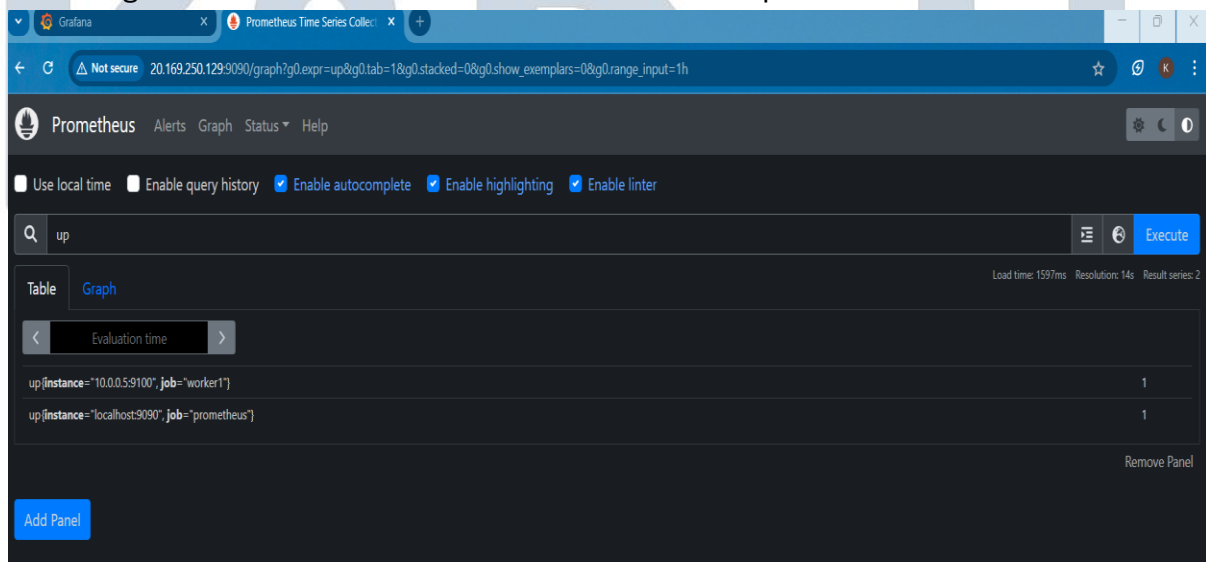 Grafana
Prometheus Time Series Collect
Not secure 20.169.250.129:9090/graph?g0.expr=up&g0.tab=1&g0.stacked=0&g0.show_exemplars=0&g0.range_input=1h
K
Prometheus Alerts Graph Status Help
Use local time Enable query history Enable autocomplete Enable highlighting Enable linter
up Execute
Table Graph
Load time: 1597ms Resolution: 14s Result series: 2
Evaluation time
up{instance="10.0.0.5:9100", job="worker1"} 1
up{instance="localhost:9090", job="prometheus"} 1
Remove Panel
Add Panel